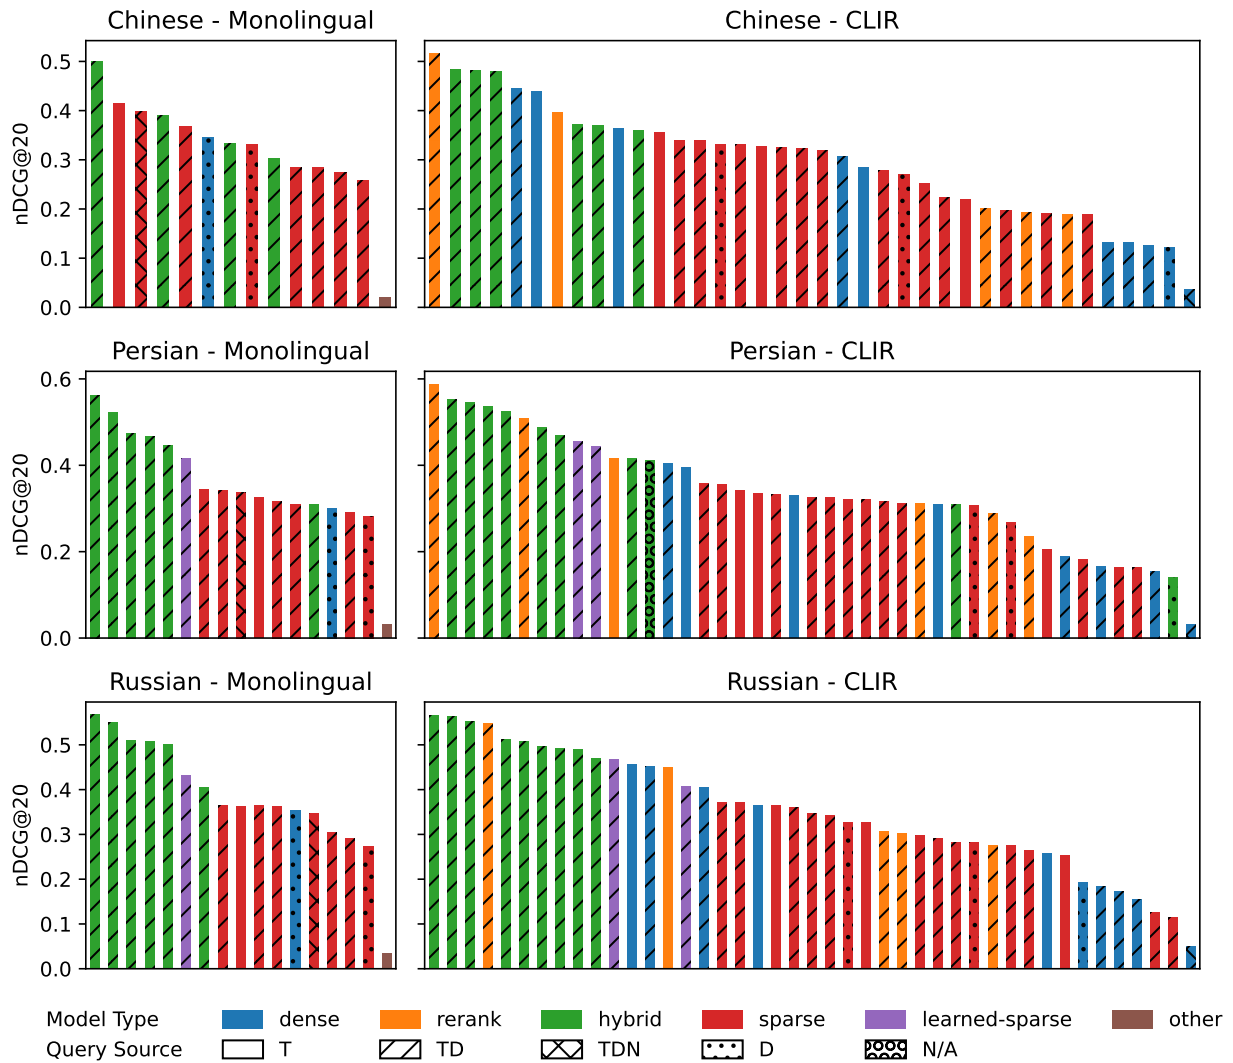 Chinese - Monolingual
Chinese - CLIR
nDCG@20
0.5
0.4
0.3
0.2
0.1
0.0
Persian - Monolingual
Persian - CLIR
nDCG@20
0.6
0.4
0.2
0.0
Russian - Monolingual
Russian - CLIR
nDCG@20
0.5
0.4
0.3
0.2
0.1
0.0
Model Type dense rerank hybrid sparse learned-sparse other
Query Source T TD TDN D N/A